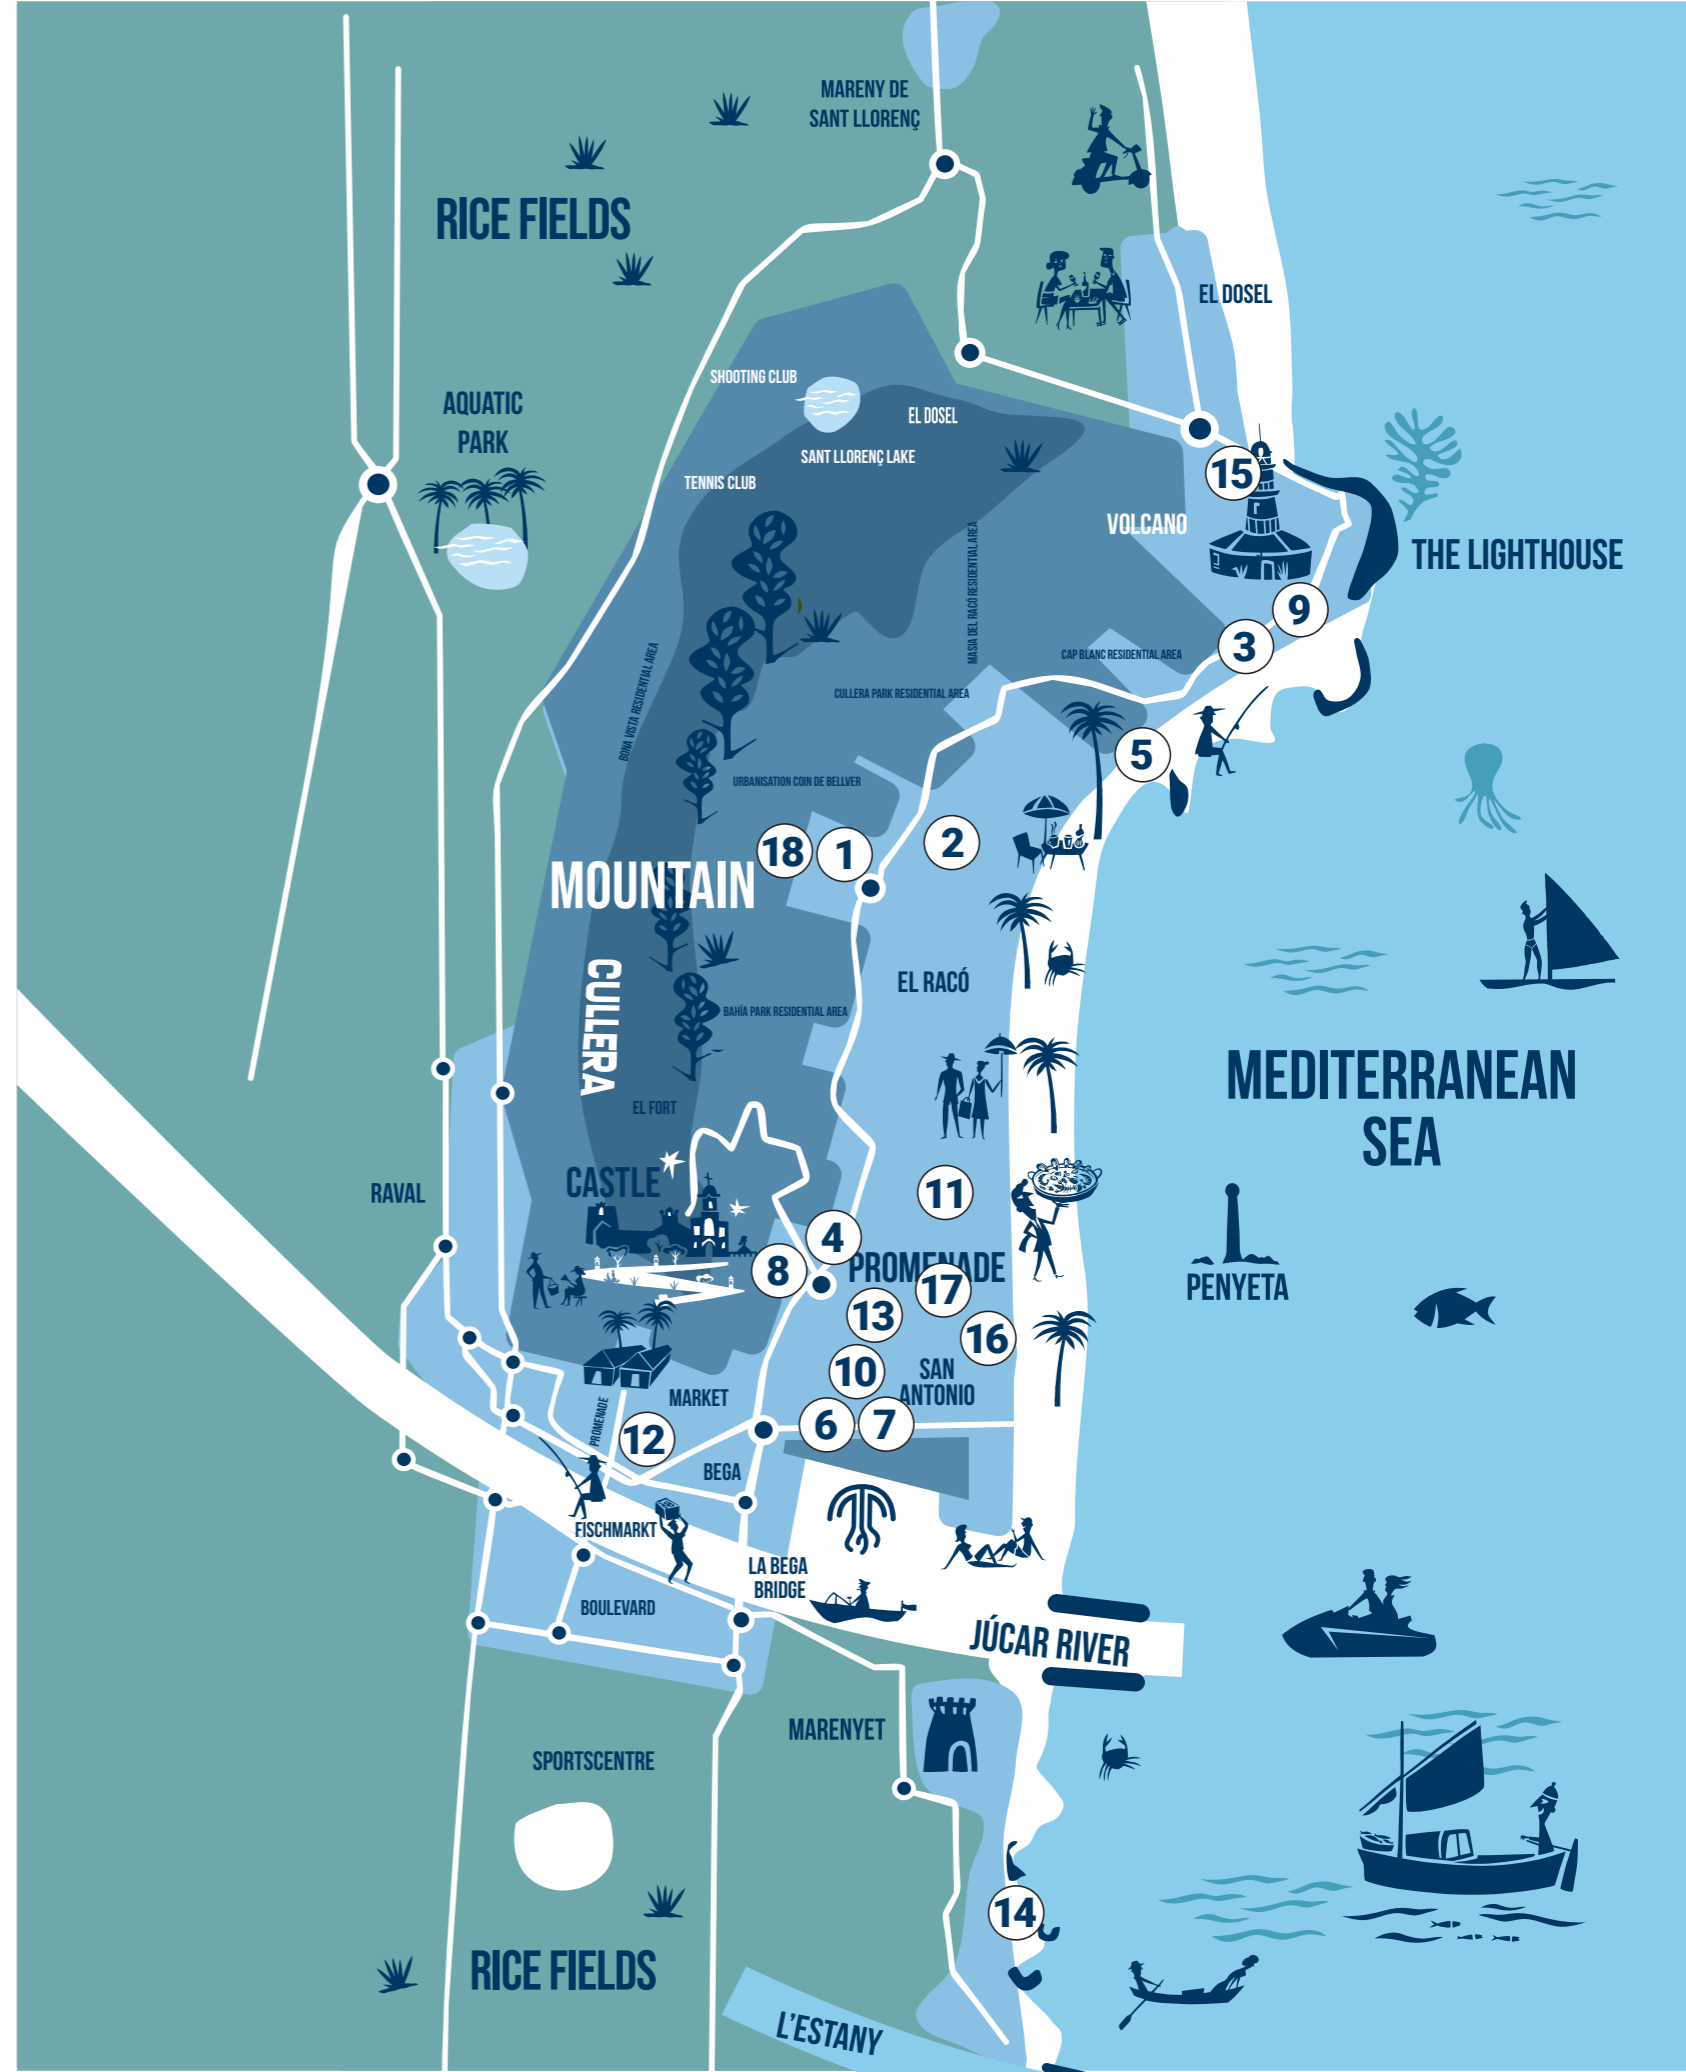 MARENY DE
SANT LLORENÇ
RICE FIELDS
EL DOSEL
SHOOTING CLUB
AQUATIC
PARK
EL DOSEL
SANT LLORENÇ LAKE
TENNIS CLUB
15
VOLCANO
THE LIGHTHOUSE
MASIA DEL RACÓ RESIDENTIAL AREA
9
3
CAP BLANC RESIDENTIAL AREA
BONA VISTA RESIDENTIAL AREA
CULLERA PARK RESIDENTIAL AREA
5
URBANISATION COIN DE BELLVER
18
1
2
MOUNTAIN
CULLERA
EL RACÓ
BAHÍA PARK RESIDENTIAL AREA
MEDITERRANEAN
SEA
EL FORT
CASTLE
RAVAL
11
4
8
PROMENADE
17
PENYETA
13
16
10
SAN
ANTONIO
MARKET
PROMENADE
6
7
12
BEGA
FISCHMARKT
LA BEGA
BRIDGE
BOULEVARD
JÚCAR RIVER
MARENYET
SPORTSCENTRE
14
RICE FIELDS
L'ESTANY